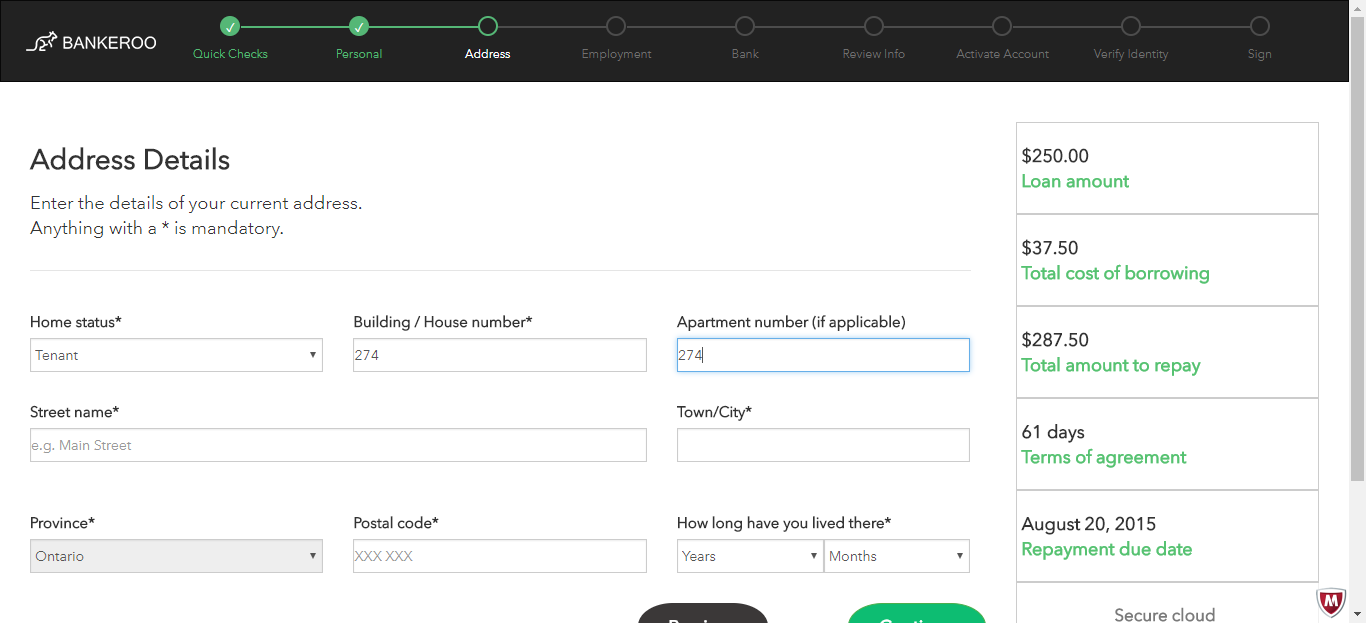 BANKEROO
Quick Checks
Personal
Address
Employment
Bank
Review Info
Activate Account
Verify Identity
Sign
Address Details
Enter the details of your current address.
Anything with a * is mandatory.
Home status*
Building / House number*
Apartment number (if applicable)
Tenant
274
274
Street name*
Town/City*
e.g. Main Street
Province*
Postal code*
How long have you lived there*
Ontario
XXX XXX
Years
Months
$250.00
Loan amount
$37.50
Total cost of borrowing
$287.50
Total amount to repay
61 days
Terms of agreement
August 20, 2015
Repayment due date
Secure cloud